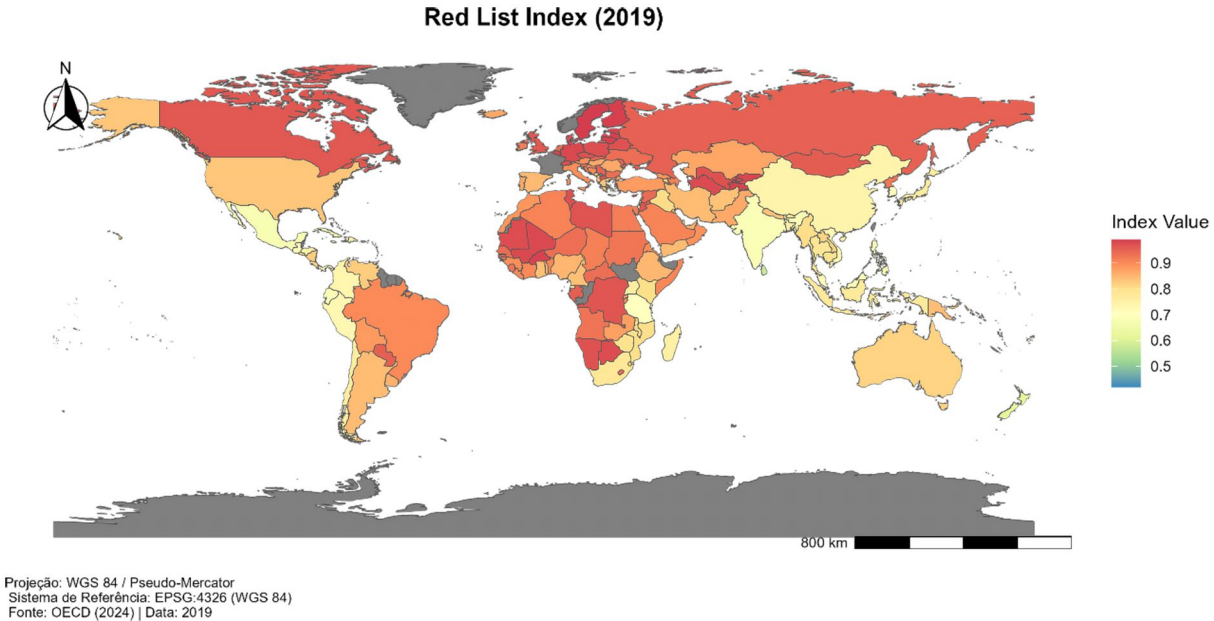 Red List Index (2019)
N
Index Value
0.9
0.8
0.7
0.6
0.5
800 km
Projeção: WGS 84 / Pseudo-Mercator
Sistema de Referência: EPSG:4326 (WGS 84)
Fonte: OECD (2024) | Data: 2019